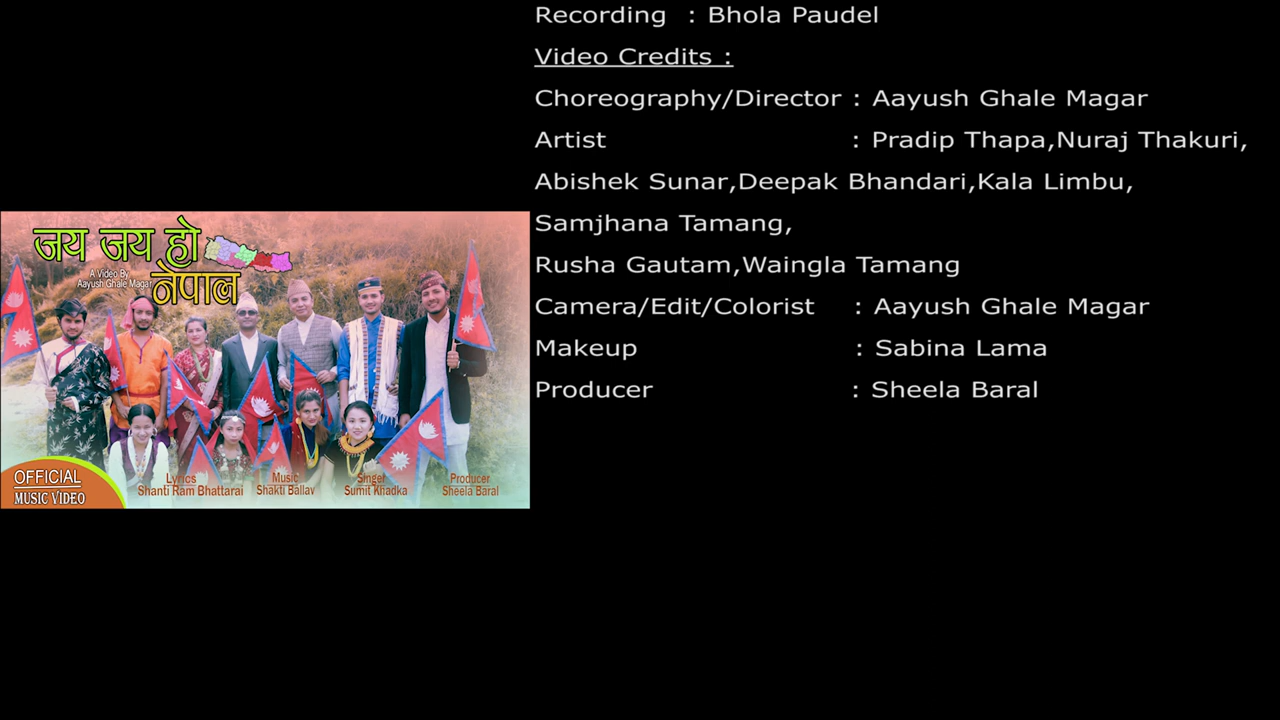 Recording : Bhola Paudel
Video Credits :
Choreography/Director : Aayush Ghale Magar
Artist : Pradip Thapa,Nuraj Thakuri,
Abishek Sunar,Deepak Bhandari,Kala Limbu,
Samjhana Tamang,
Rusha Gautam,Waingla Tamang
Camera/Edit/Colorist : Aayush Ghale Magar
Makeup : Sabina Lama
Producer : Sheela Baral
जय जय हो
नेपाल
A Video By
Aayush Ghale Magar
OFFICIAL
MUSIC VIDEO
Lyrics
Shanti Ram Bhattarai
Music
Shakti Ballav
Singer
Sumit Khadka
Producer
Sheela Baral